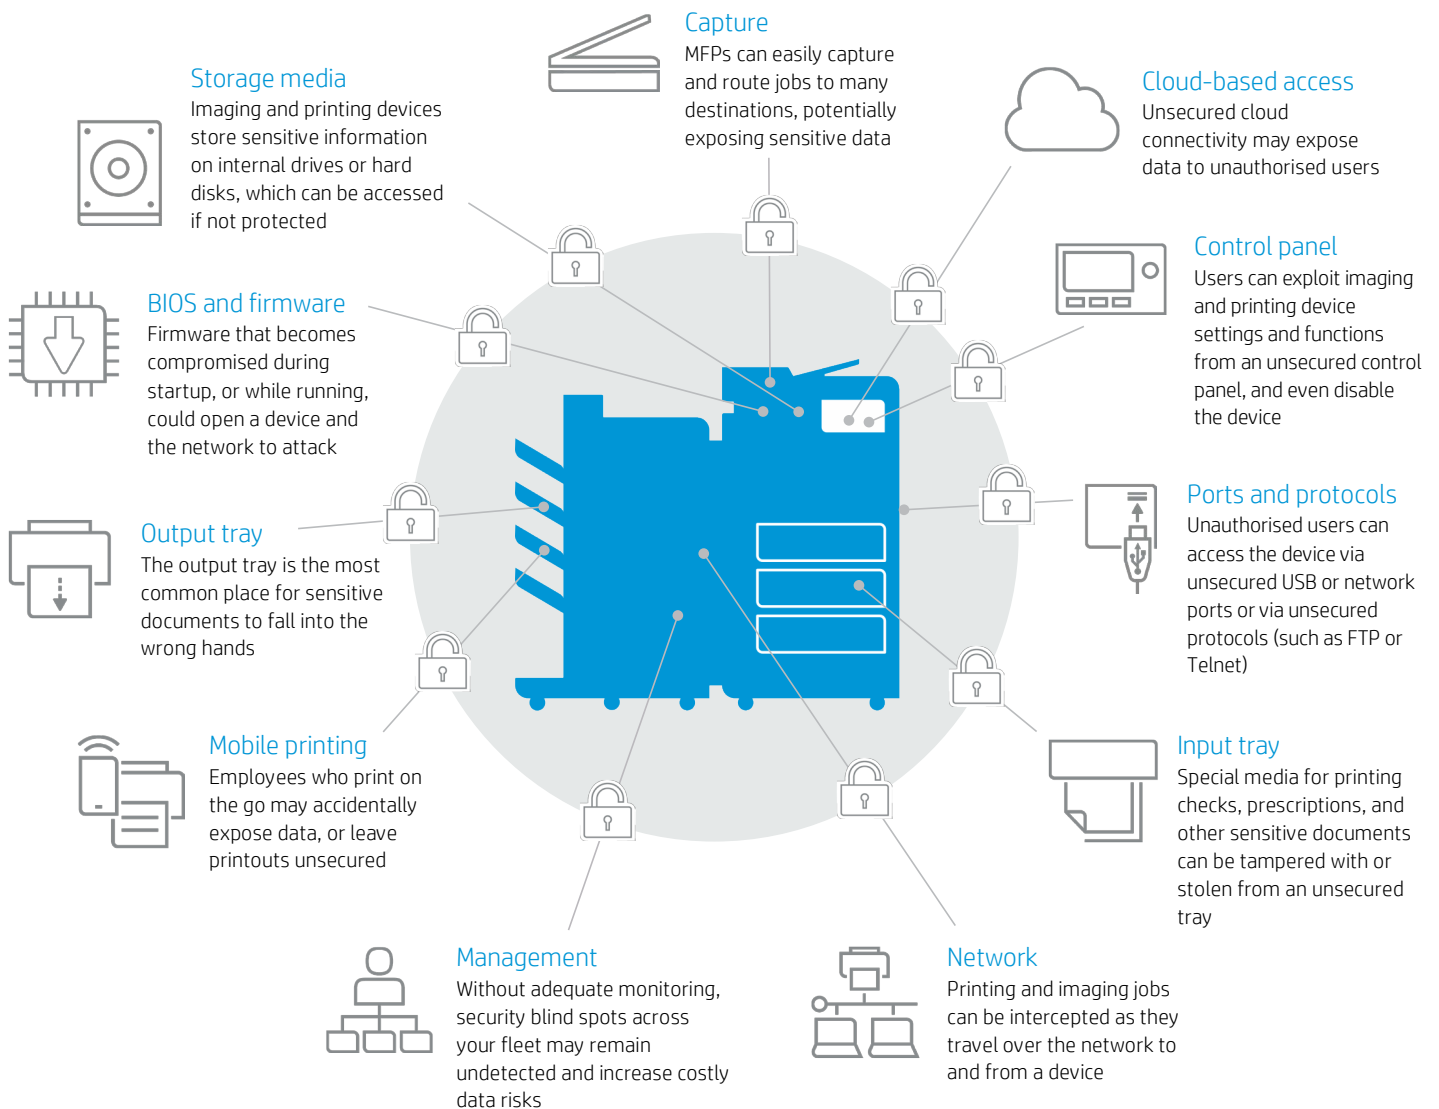 Capture
MFPs can easily capture
and route jobs to many
destinations, potentially
exposing sensitive data
Storage media
Imaging and printing devices
store sensitive information
on internal drives or hard
disks, which can be accessed
if not protected
Cloud-based access
Unsecured cloud
connectivity may expose
data to unauthorised users
BIOS and firmware
Firmware that becomes
compromised during
startup, or while running,
could open a device and
the network to attack
Control panel
Users can exploit imaging
and printing device
settings and functions
from an unsecured control
panel, and even disable
the device
Output tray
The output tray is the most
common place for sensitive
documents to fall into the
wrong hands
Ports and protocols
Unauthorised users can
access the device via
unsecured USB or network
ports or via unsecured
protocols (such as FTP or
Telnet)
Mobile printing
Employees who print on
the go may accidentally
expose data, or leave
printouts unsecured
Input tray
Special media for printing
checks, prescriptions, and
other sensitive documents
can be tampered with or
stolen from an unsecured
tray
Management
Without adequate monitoring,
security blind spots across
your fleet may remain
undetected and increase costly
data risks
Network
Printing and imaging jobs
can be intercepted as they
travel over the network to
and from a device